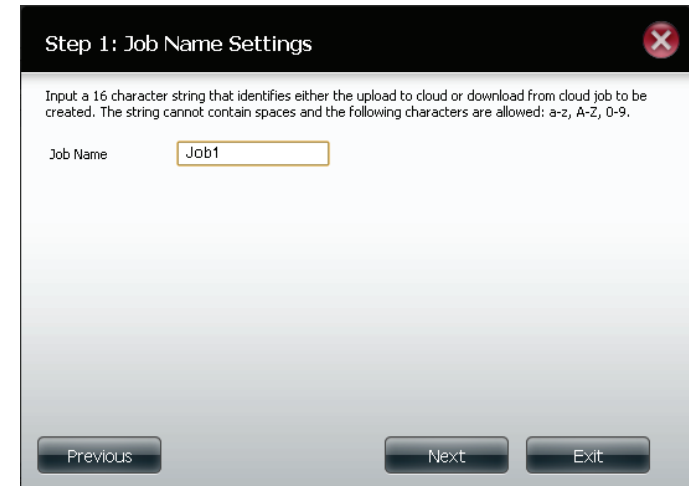 Step 1: Job Name Settings
Input a 16 character string that identifies either the upload to cloud or download from cloud job to be
created. The string cannot contain spaces and the following characters are allowed: a-z, A-Z, 0-9.
Job Name Job1
Previous Next Exit